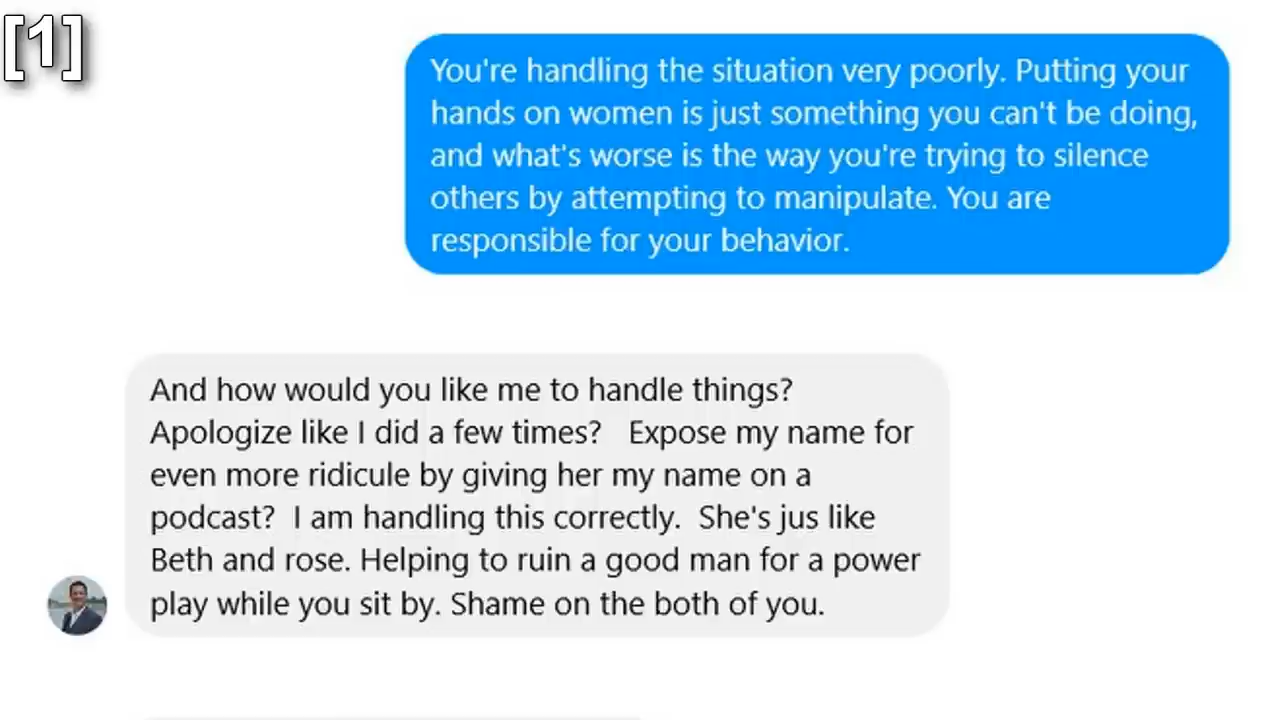 [1]
You're handling the situation very poorly. Putting your
hands on women is just something you can't be doing,
and what's worse is the way you're trying to silence
others by attempting to manipulate. You are
responsible for your behavior.
And how would you like me to handle things?
Apologize like I did a few times?   Expose my name for
even more ridicule by giving her my name on a
podcast?  I am handling this correctly.  She's jus like
Beth and rose. Helping to ruin a good man for a power
play while you sit by. Shame on the both of you.